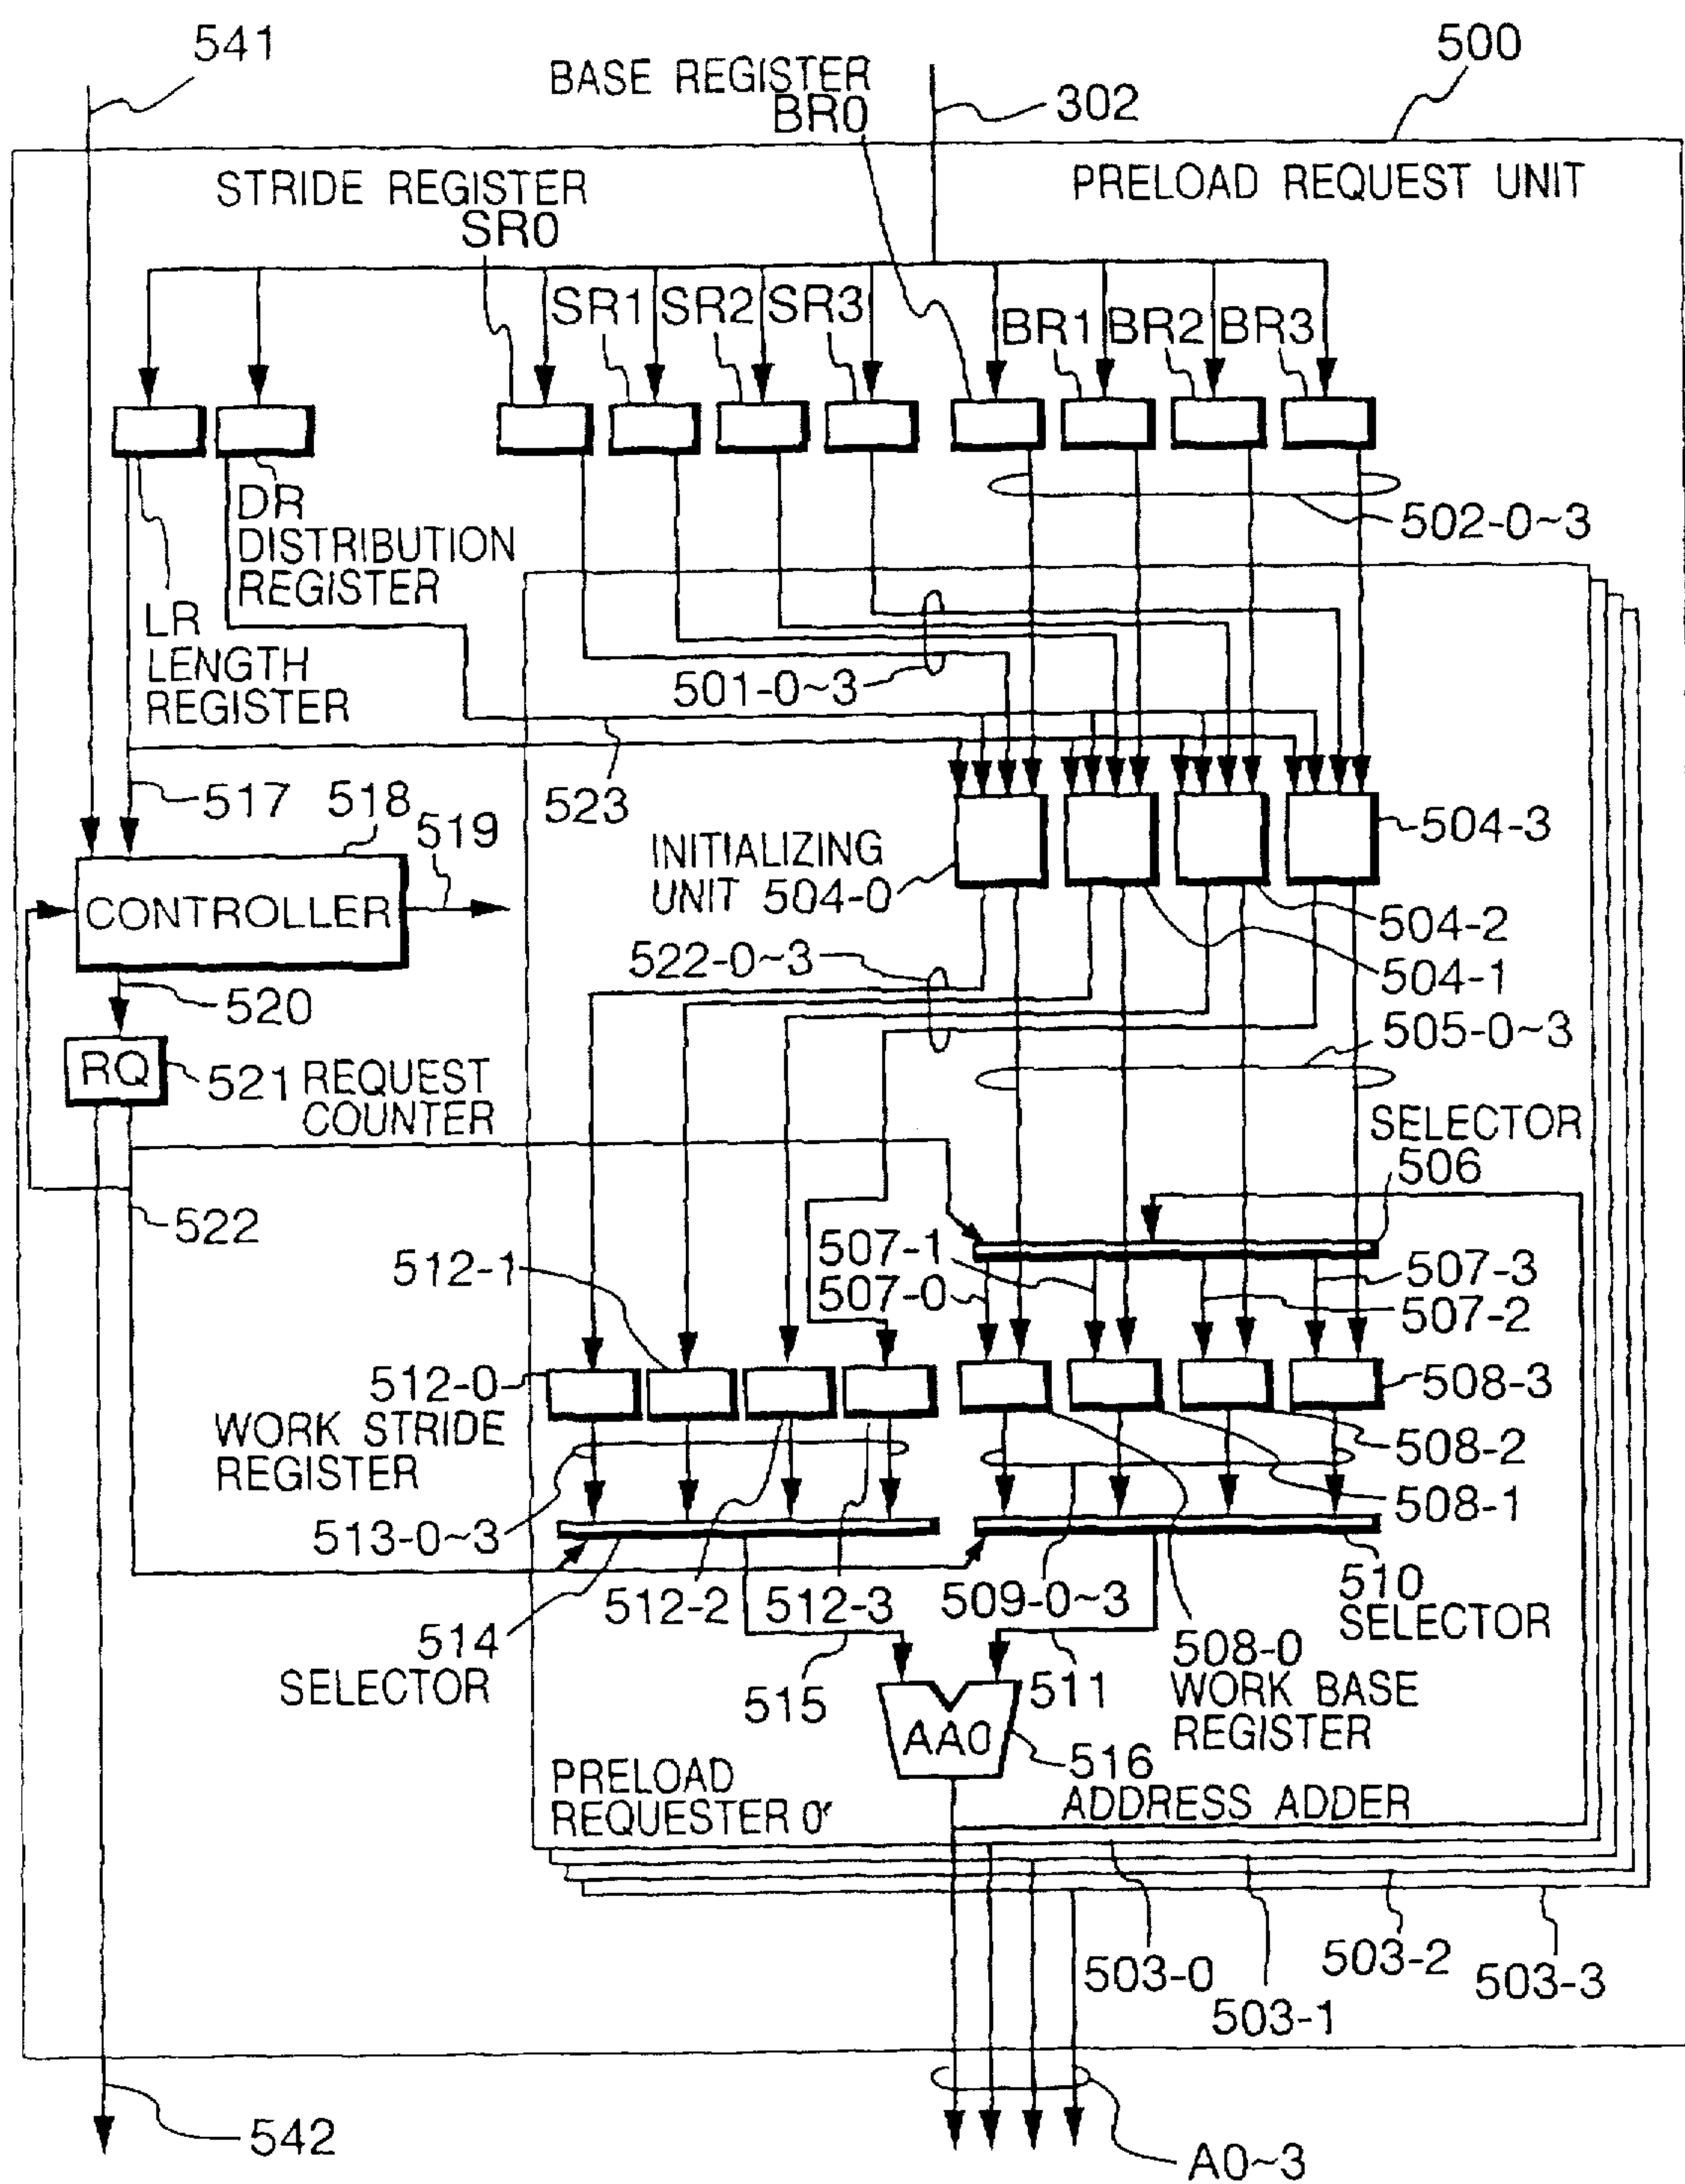 541
500
BASE REGISTER
BR0
302
STRIDE REGISTER
SR0
PRELOAD REQUEST UNIT
SR1
SR2
SR3
BR1
BR2
BR3
DR
DISTRIBUTION
REGISTER
502-0~3
LR
LENGTH
REGISTER
501-0~3
517
518
519
523
504-3
INITIALIZING
UNIT 504-0
CONTROLLER
504-2
522-0~3
504-1
520
505-0~3
RQ
521 REQUEST
COUNTER
SELECTOR
506
522
507-1
512-1
507-3
507-0
507-2
512-0
508-3
WORK STRIDE
REGISTER
508-2
508-1
513-0~3
512-2
512-3
509-0~3
510
SELECTOR
514
SELECTOR
508-0
WORK BASE
REGISTER
515
511
AA0
516
PRELOAD
REQUESTER 0
ADDRESS ADDER
503-0
503-2
503-3
503-1
542
A0~3